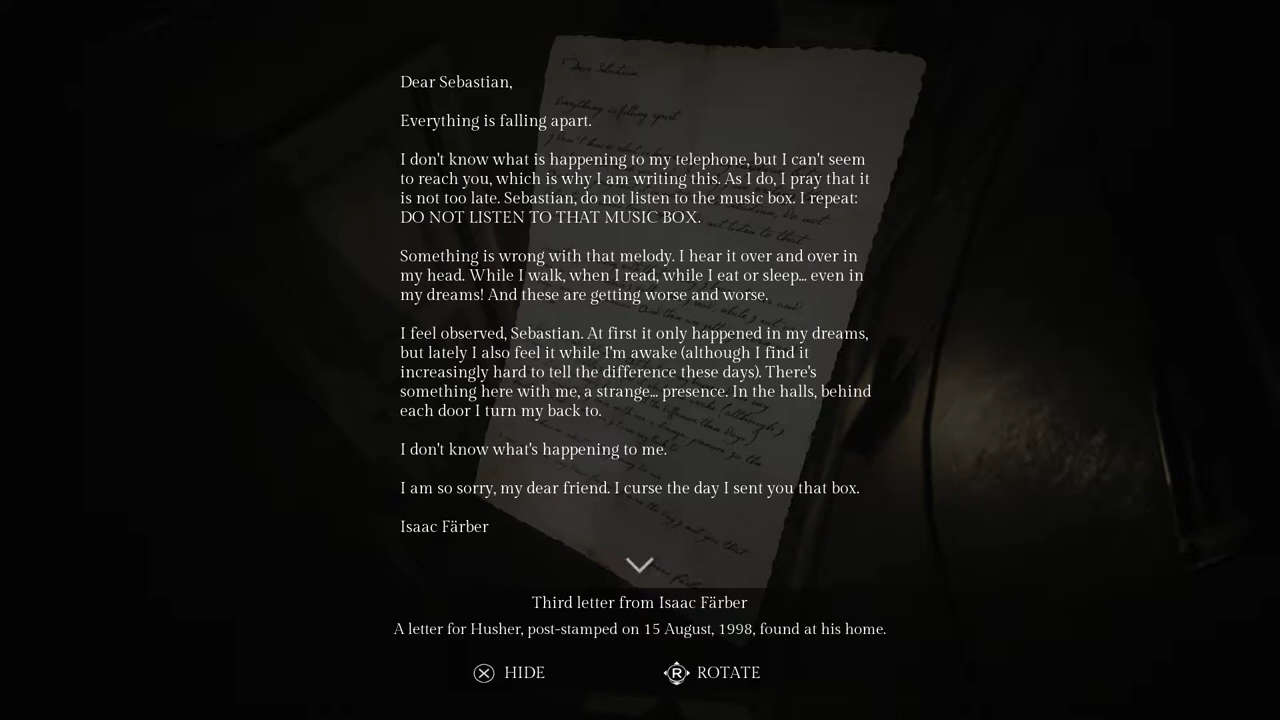 Dear Sebastian,
Everything is falling apart.
I don't know what is happening to my telephone, but I can't seem
to reach you, which is why I am writing this. As I do, I pray that it
is not too late. Sebastian, do not listen to the music box. I repeat:
DO NOT LISTEN TO THAT MUSIC BOX.
Something is wrong with that melody. I hear it over and over in
my head. While I walk, when I read, while I eat or sleep... even in
my dreams! And these are getting worse and worse.
I feel observed, Sebastian. At first it only happened in my dreams,
but lately I also feel it while I'm awake (although I find it
increasingly hard to tell the difference these days). There's
something here with me, a strange... presence. In the halls, behind
each door I turn my back to.
I don't know what's happening to me.
I am so sorry, my dear friend. I curse the day I sent you that box.
Isaac Färber
Third letter from Isaac Färber
A letter for Husher, post-stamped on 15 August, 1998, found at his home.
HIDE
R ROTATE